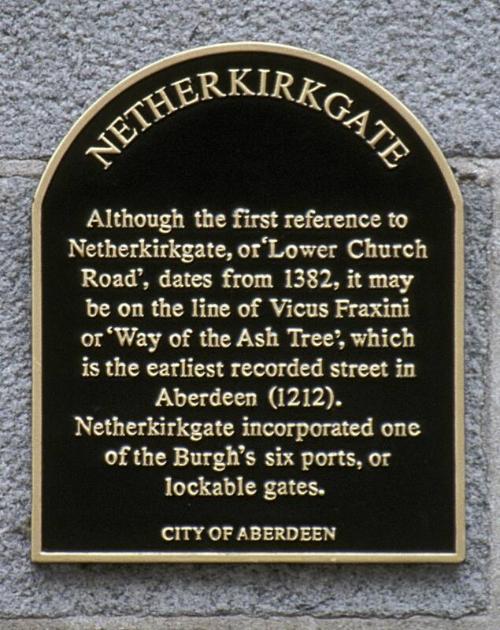 NETHERKIRKGATE
Although the first reference to
Netherkirkgate, or 'Lower Church
Road', dates from 1382, it may
be on the line of Vicus Fraxini
or 'Way of the Ash Tree', which
is the earliest recorded street in
Aberdeen (1212).
Netherkirkgate incorporated one
of the Burgh's six ports, or
lockable gates.
CITY OF ABERDEEN